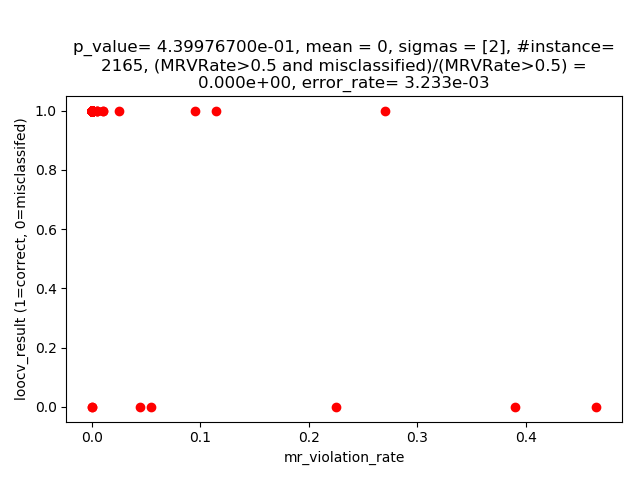 p_value= 4.39976700e-01, mean = 0, sigmas = [2], #instance=
2165, (MRVRate>0.5 and misclassified)/(MRVRate>0.5) =
0.000e+00, error_rate= 3.233e-03
1.0
0.8
0.6
0.4
0.2
0.0
loocv_result (1=correct, 0=misclassifed)
0.0 0.1 0.2 0.3 0.4
mr_violation_rate